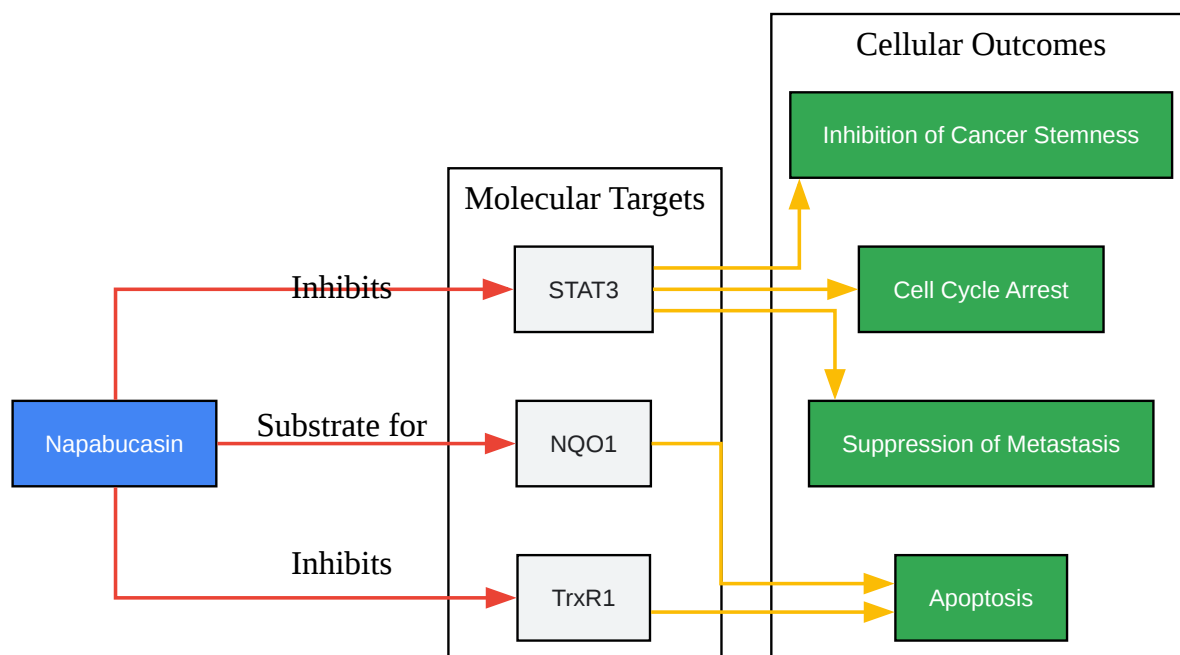 Cellular Outcomes
Inhibition of Cancer Stemness
Molecular Targets
Inhibits
STAT3
Cell Cycle Arrest
Napabucasin
Substrate for
NQO1
Suppression of Metastasis
Inhibits
TrxR1
Apoptosis